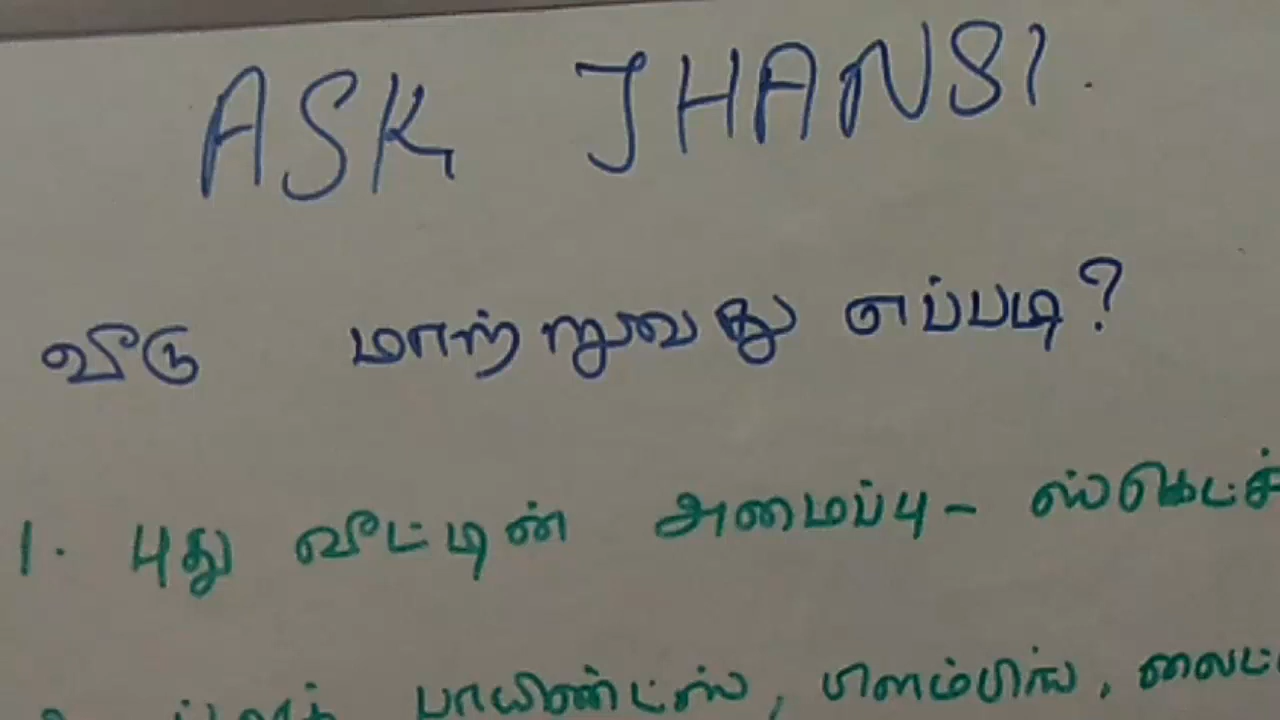 ASK JHANSI.
வீடு மாற்றுவது எப்படி?
1. புது வீட்டின் அமைப்பு - ஸ்கெட்ச்
பாயிண்ட்ஸ், பிளம்பிங், லைட்